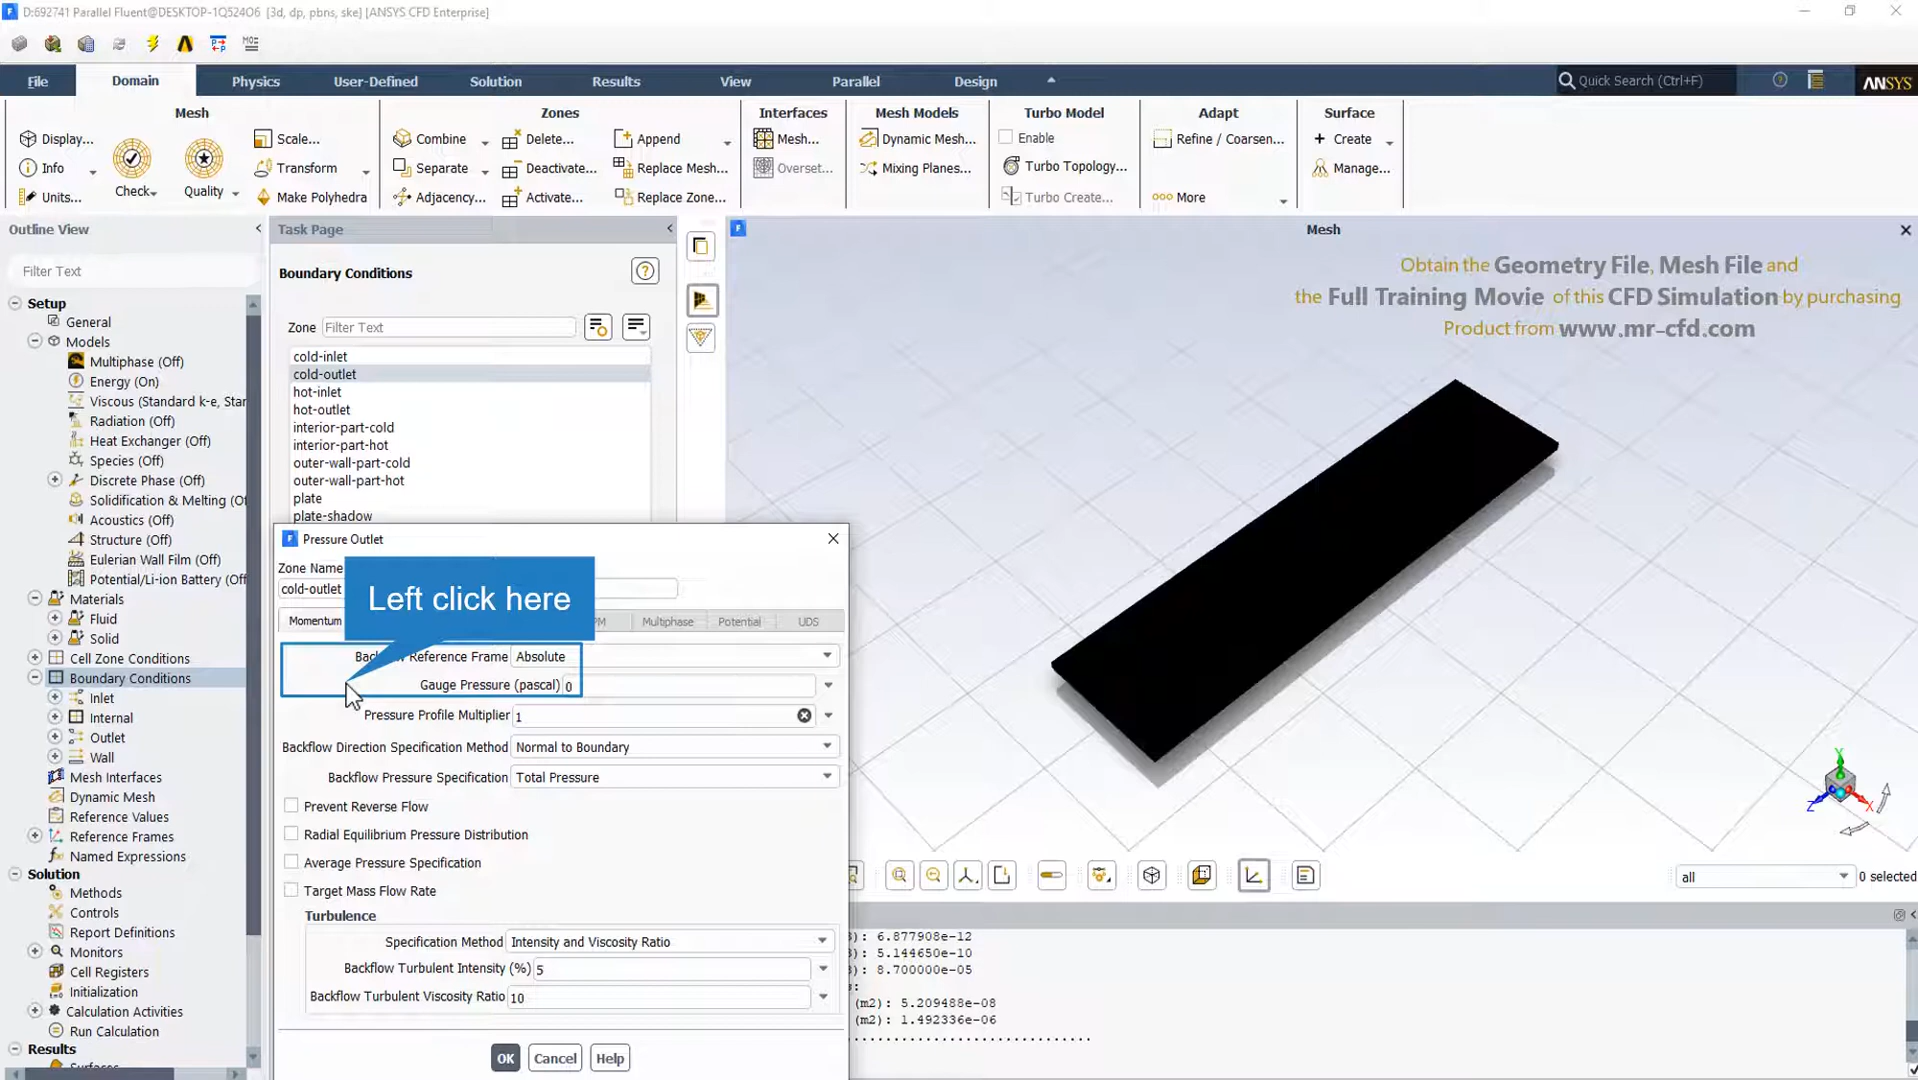 D:692741 Parallel Fluent@DESKTOP-1Q524O6 [3d, dp, pbns, ske] [ANSYS CFD Enterprise]
File Domain Physics User-Defined Solution Results View Parallel Design
Quick Search (Ctrl+F)
ANSYS
Mesh Zones Interfaces Mesh Models Turbo Model Adapt Surface
Display... Scale... Combine Delete... Append Mesh... Dynamic Mesh... Enable Refine / Coarsen... Create
Info Transform Separate Deactivate... Replace Mesh... Overset... Mixing Planes... Turbo Topology... Manage...
Check Quality
Units... Make Polyhedra Adjacency... Activate... Replace Zone... Turbo Create... More
Outline View
Filter Text
Setup
General
Models
Multiphase (Off)
Energy (On)
Viscous (Standard k-e, Star
Radiation (Off)
Heat Exchanger (Off)
Species (Off)
Discrete Phase (Off)
Solidification & Melting (Of
Acoustics (Off)
Structure (Off)
Eulerian Wall Film (Off)
Potential/Li-ion Battery (Off
Materials
Fluid
Solid
Cell Zone Conditions
Boundary Conditions
Inlet
Internal
Outlet
Wall
Mesh Interfaces
Dynamic Mesh
Reference Values
Reference Frames
Named Expressions
Solution
Methods
Controls
Report Definitions
Monitors
Cell Registers
Initialization
Calculation Activities
Run Calculation
Results
Task Page
Boundary Conditions
Zone Filter Text
cold-inlet
cold-outlet
hot-inlet
hot-outlet
interior-part-cold
interior-part-hot
outer-wall-part-cold
outer-wall-part-hot
plate
plate-shadow
Pressure Outlet
Zone Name
cold-outlet
Left click here
Momentum Multiphase Potential UDS
Reference Frame Absolute
Gauge Pressure (pascal) 0
Pressure Profile Multiplier 1
Backflow Direction Specification Method Normal to Boundary
Backflow Pressure Specification Total Pressure
Prevent Reverse Flow
Radial Equilibrium Pressure Distribution
Average Pressure Specification
Target Mass Flow Rate
Turbulence
Specification Method Intensity and Viscosity Ratio
Backflow Turbulent Intensity (%) 5
Backflow Turbulent Viscosity Ratio 10
OK Cancel Help
Mesh
Obtain the Geometry File, Mesh File and
the Full Training Movie of this CFD Simulation by purchasing
Product from www.mr-cfd.com
Y
Z X
all 0 selected
): 6.877908e-12
): 5.144650e-10
): 8.700000e-05
:
(m2): 5.209488e-08
(m2): 1.492336e-06
..............................